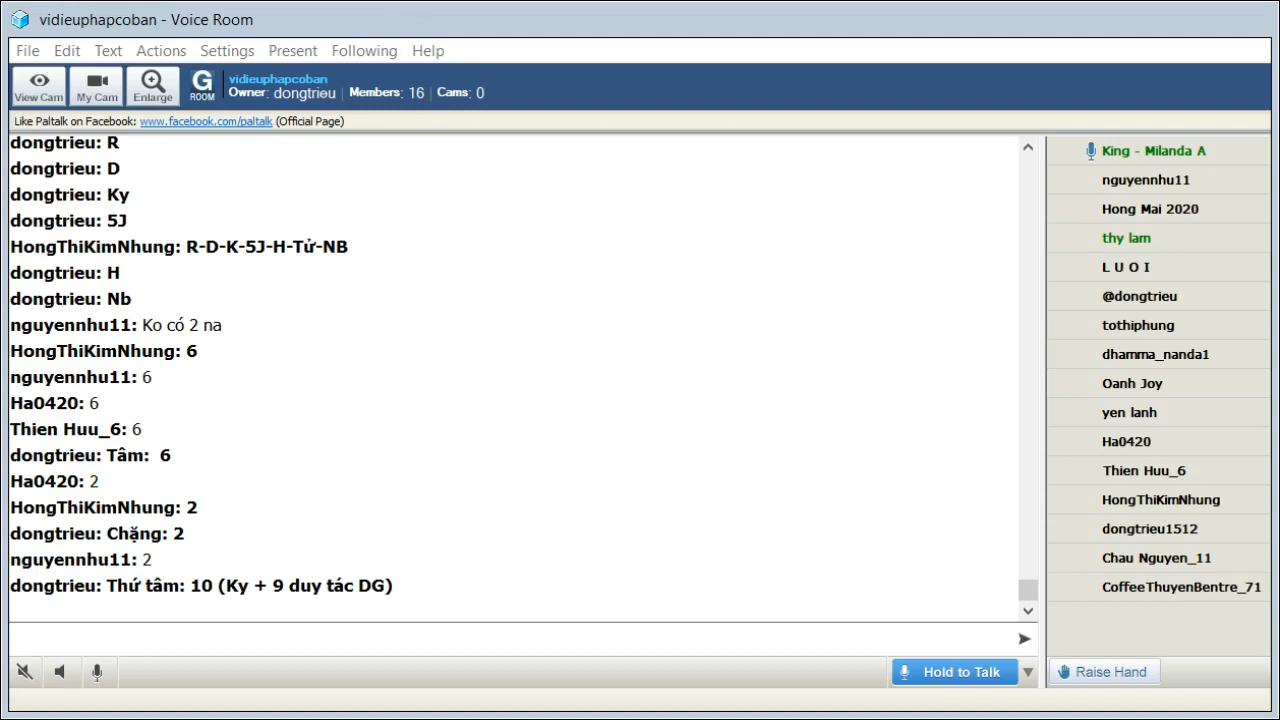 vidieuphapcoban - Voice Room
File Edit Text Actions Settings Present Following Help
View Cam
My Cam
Enlarge
G
ROOM
vidieuphapcoban
Owner: dongtrieu | Members: 16 | Cams: 0
Like Paltalk on Facebook: www.facebook.com/paltalk (Official Page)
dongtrieu: R
dongtrieu: D
dongtrieu: Ky
dongtrieu: 5J
HongThiKimNhung: R-D-K-5J-H-Tử-NB
dongtrieu: H
dongtrieu: Nb
nguyennhu11: Ko có 2 na
HongThiKimNhung: 6
nguyennhu11: 6
Ha0420: 6
Thien Huu_6: 6
dongtrieu: Tâm:  6
Ha0420: 2
HongThiKimNhung: 2
dongtrieu: Chặng: 2
nguyennhu11: 2
dongtrieu: Thứ tâm: 10 (Ky + 9 duy tác DG)
King - Milanda A
nguyennhu11
Hong Mai 2020
thy lam
L U O I
@dongtrieu
tothiphung
dhamma_nanda1
Oanh Joy
yen lanh
Ha0420
Thien Huu_6
HongThiKimNhung
dongtrieu1512
Chau Nguyen_11
CoffeeThuyenBentre_71
Hold to Talk
Raise Hand